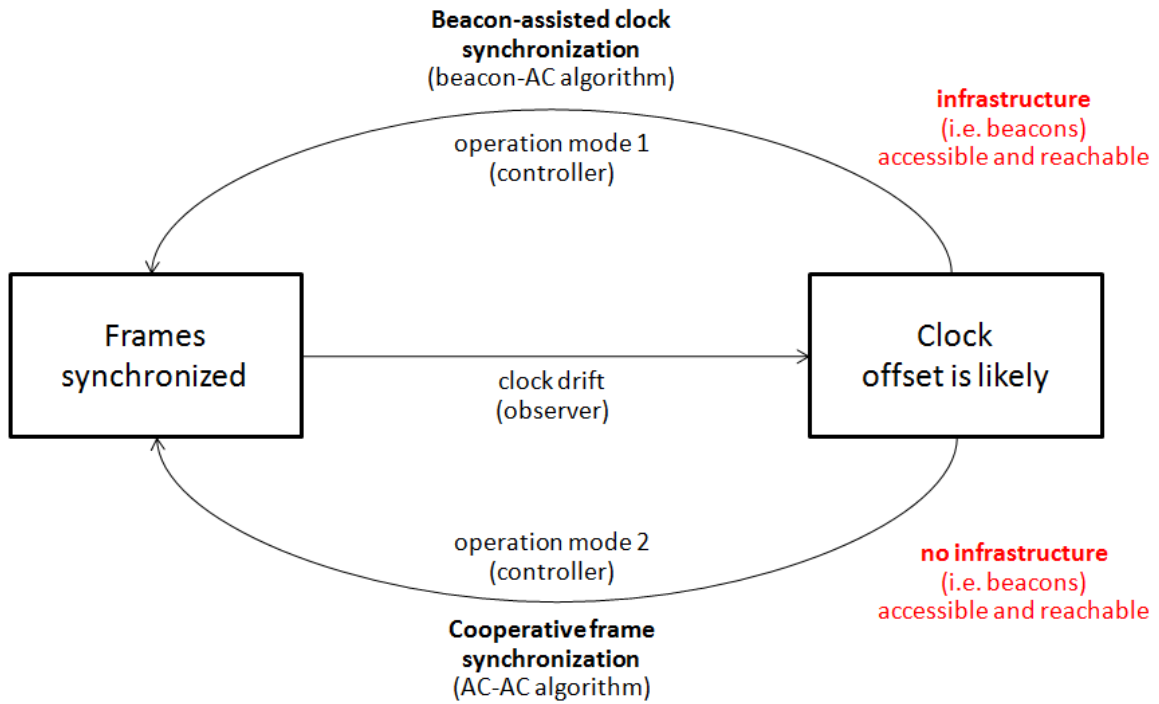 Beacon-assisted clock
synchronization
(beacon-AC algorithm)
infrastructure
(i.e. beacons)
accessible and reachable
operation mode 1
(controller)
Frames
synchronized
clock drift
(observer)
Clock
offset is likely
operation mode 2
(controller)
no infrastructure
(i.e. beacons)
accessible and reachable
Cooperative frame
synchronization
(AC-AC algorithm)